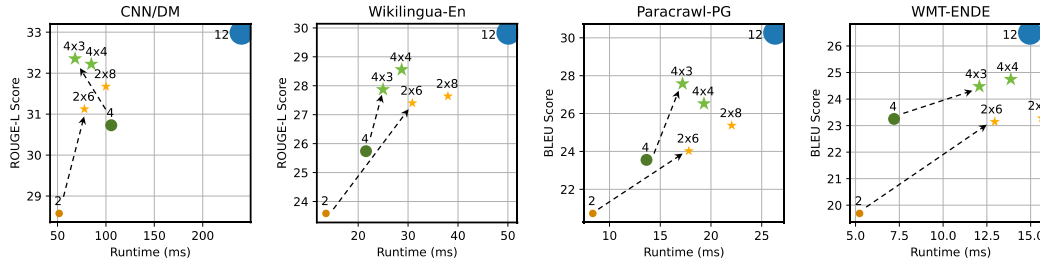 CNN/DM
ROUGE-L Score
33
32
31
30
29
28
12
4x3
4x4
2x8
2x6
4
2
50
100
150
200
Runtime (ms)
Wikilingua-En
ROUGE-L Score
30
28
26
24
12
4x4
4x3
2x6
2x8
4
2
20
30
40
50
Runtime (ms)
Paracrawl-PG
BLEU Score
30
28
26
24
22
12
4x3
4x4
2x8
2x6
4
2
10
15
20
25
Runtime (ms)
WMT-ENDE
BLEU Score
26
25
24
23
22
21
20
12
4x3
4x4
4
2x6
2
5.0
7.5
10.0
12.5
15.0
Runtime (ms)